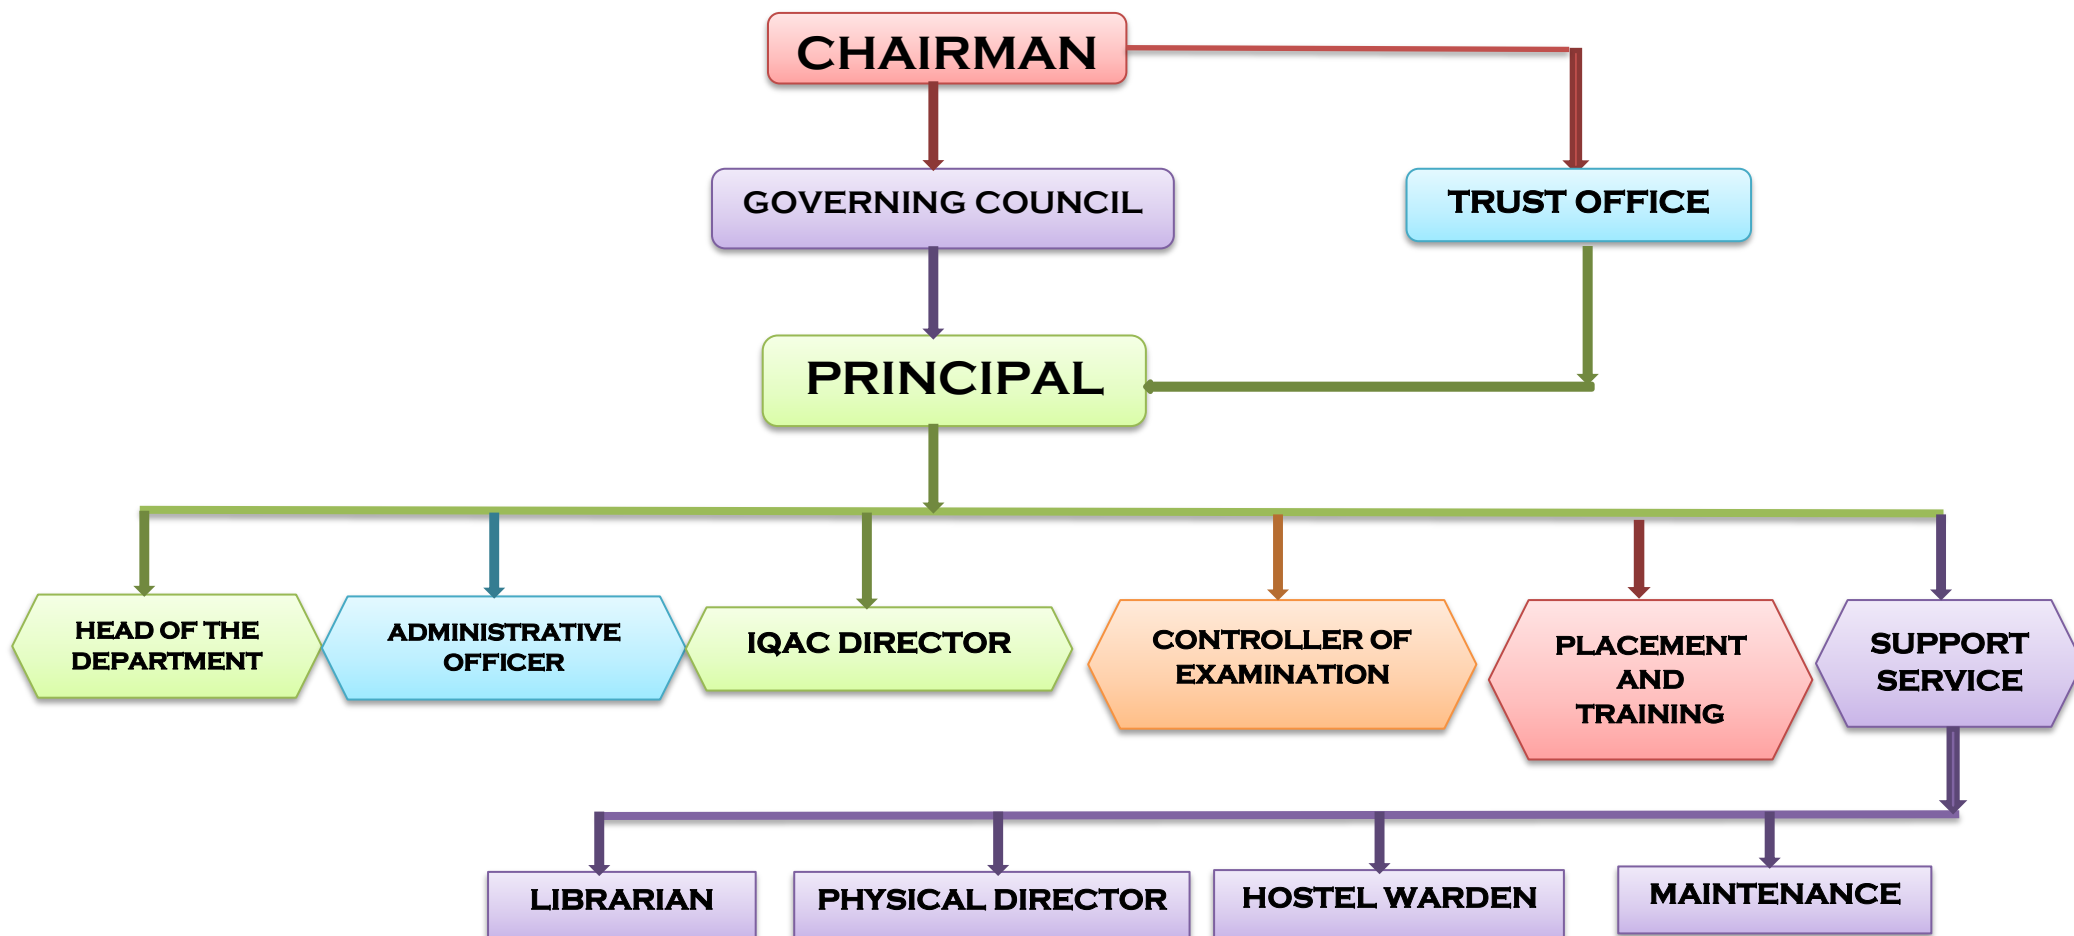 CHAIRMAN
GOVERNING COUNCIL
TRUST OFFICE
PRINCIPAL
HEAD OF THE
DEPARTMENT
ADMINISTRATIVE
OFFICER
IQAC DIRECTOR
CONTROLLER OF
EXAMINATION
PLACEMENT
AND
TRAINING
SUPPORT
SERVICE
LIBRARIAN
PHYSICAL DIRECTOR
HOSTEL WARDEN
MAINTENANCE